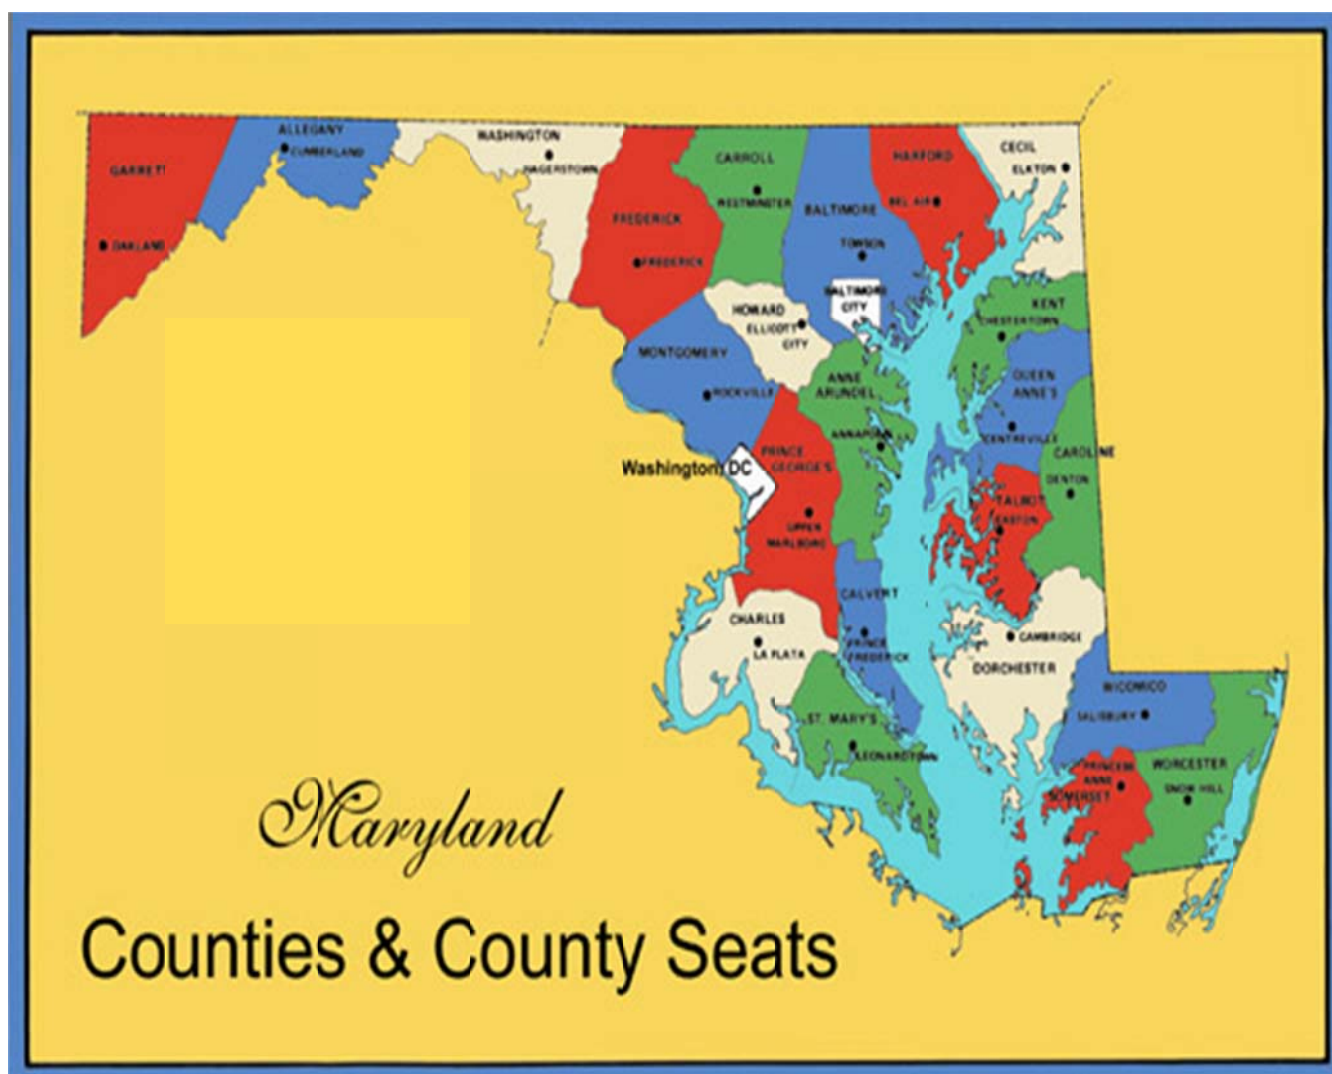 GARRETT
OAKLAND
ALLEGANY
CUMBERLAND
WASHINGTON
HAGERSTOWN
FREDERICK
FREDERICK
CARROLL
WESTMINSTER
BALTIMORE
TOWSON
BALTIMORE
CITY
HARFORD
BEL AIR
CECIL
ELKTON
HOWARD
ELLICOTT
CITY
KENT
CHESTERTOWN
MONTGOMERY
ROCKVILLE
ANNE
ARUNDEL
ANNAPOLIS
QUEEN
ANNE'S
CENTREVILLE
Washington, DC
PRINCE
GEORGE'S
UPPER
MARLBORO
CAROLINE
DENTON
TALBOT
EASTON
CALVERT
PRINCE
FREDERICK
CHARLES
LA PLATA
CAMBRIDGE
DORCHESTER
ST. MARY'S
LEONARDTOWN
WICOMICO
SALISBURY
PRINCESS
ANNE
SOMERSET
WORCESTER
SNOW HILL
Maryland
Counties & County Seats